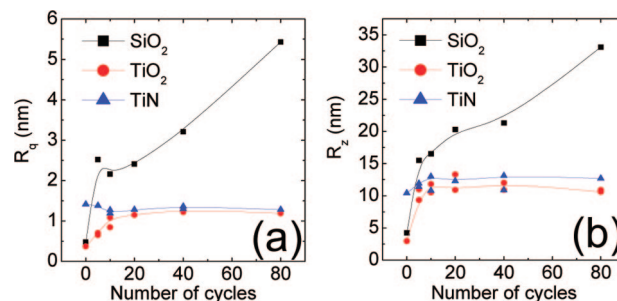 6
5
4
3
2
1
0
R_q (nm)
SiO₂
TiO₂
TiN
(a)
0 20 40 60 80
Number of cycles
35
30
25
20
15
10
5
0
R_z (nm)
SiO₂
TiO₂
TiN
(b)
0 20 40 60 80
Number of cycles